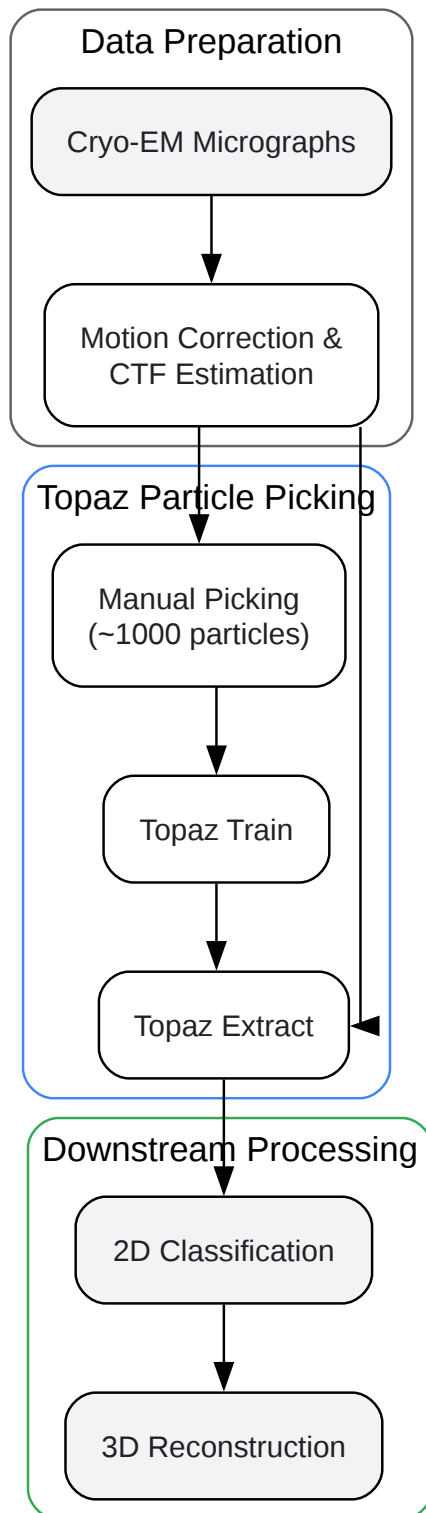 Data Preparation
Cryo-EM Micrographs
Motion Correction &
CTF Estimation
Topaz Particle Picking
Manual Picking
(~1000 particles)
Topaz Train
Topaz Extract
Downstream Processing
2D Classification
3D Reconstruction